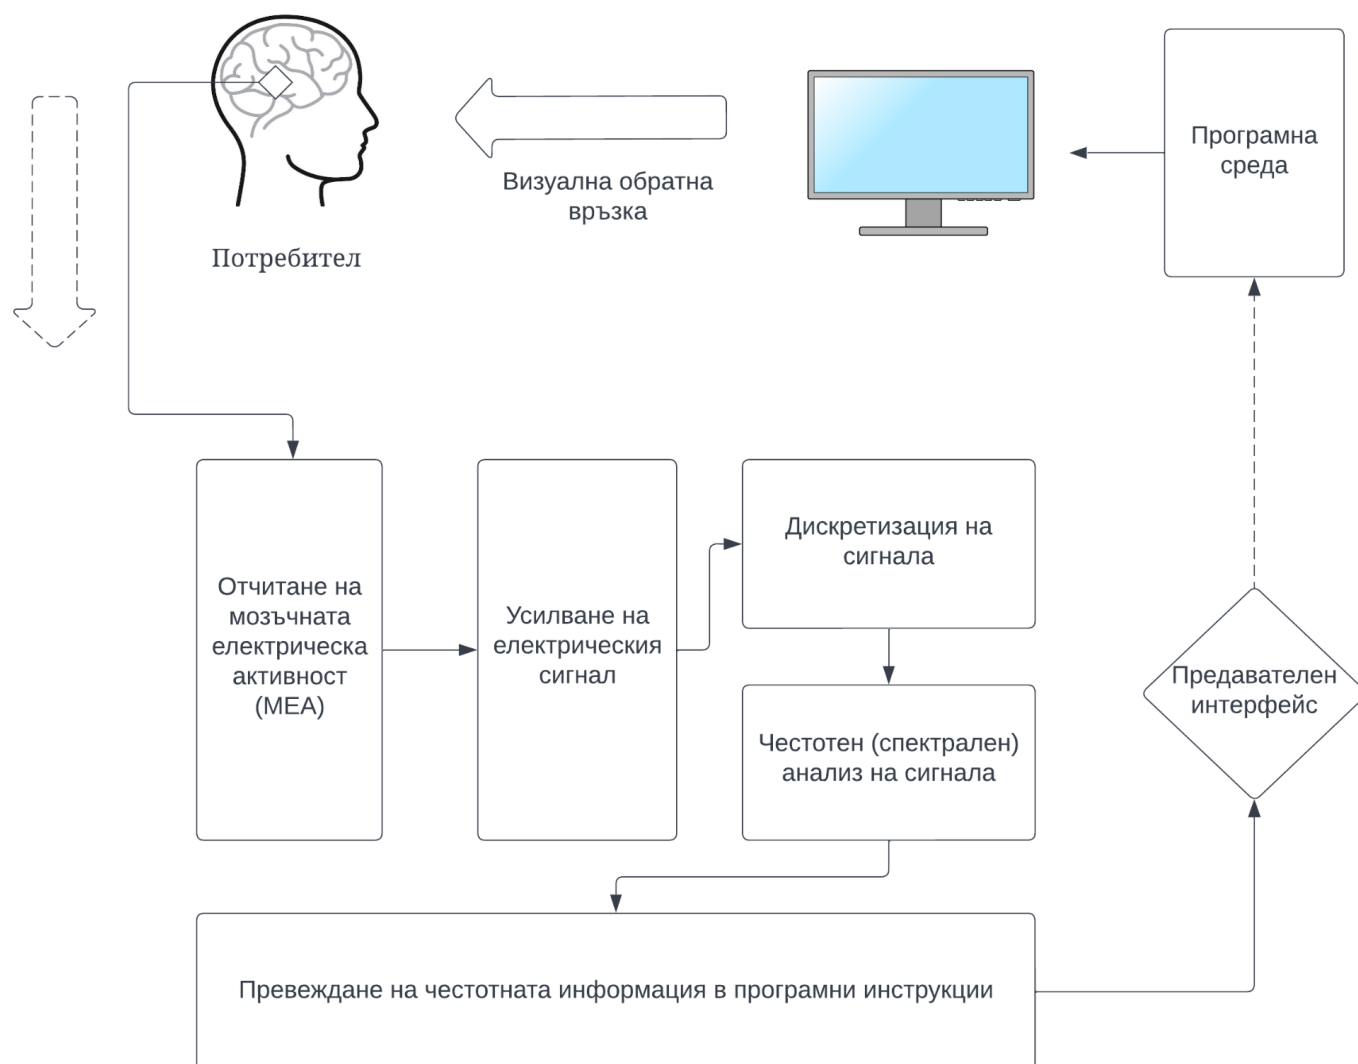 Програмна
среда
Визуална обратна
връзка
Потребител
Отчитане на
мозъчната
електрическа
активност
(МЕА)
Усилване на
електрическия
сигнал
Дискретизация на
сигнала
Честотен (спектрален)
анализ на сигнала
Предавателен
интерфейс
Превеждане на честотната информация в програмни инструкции